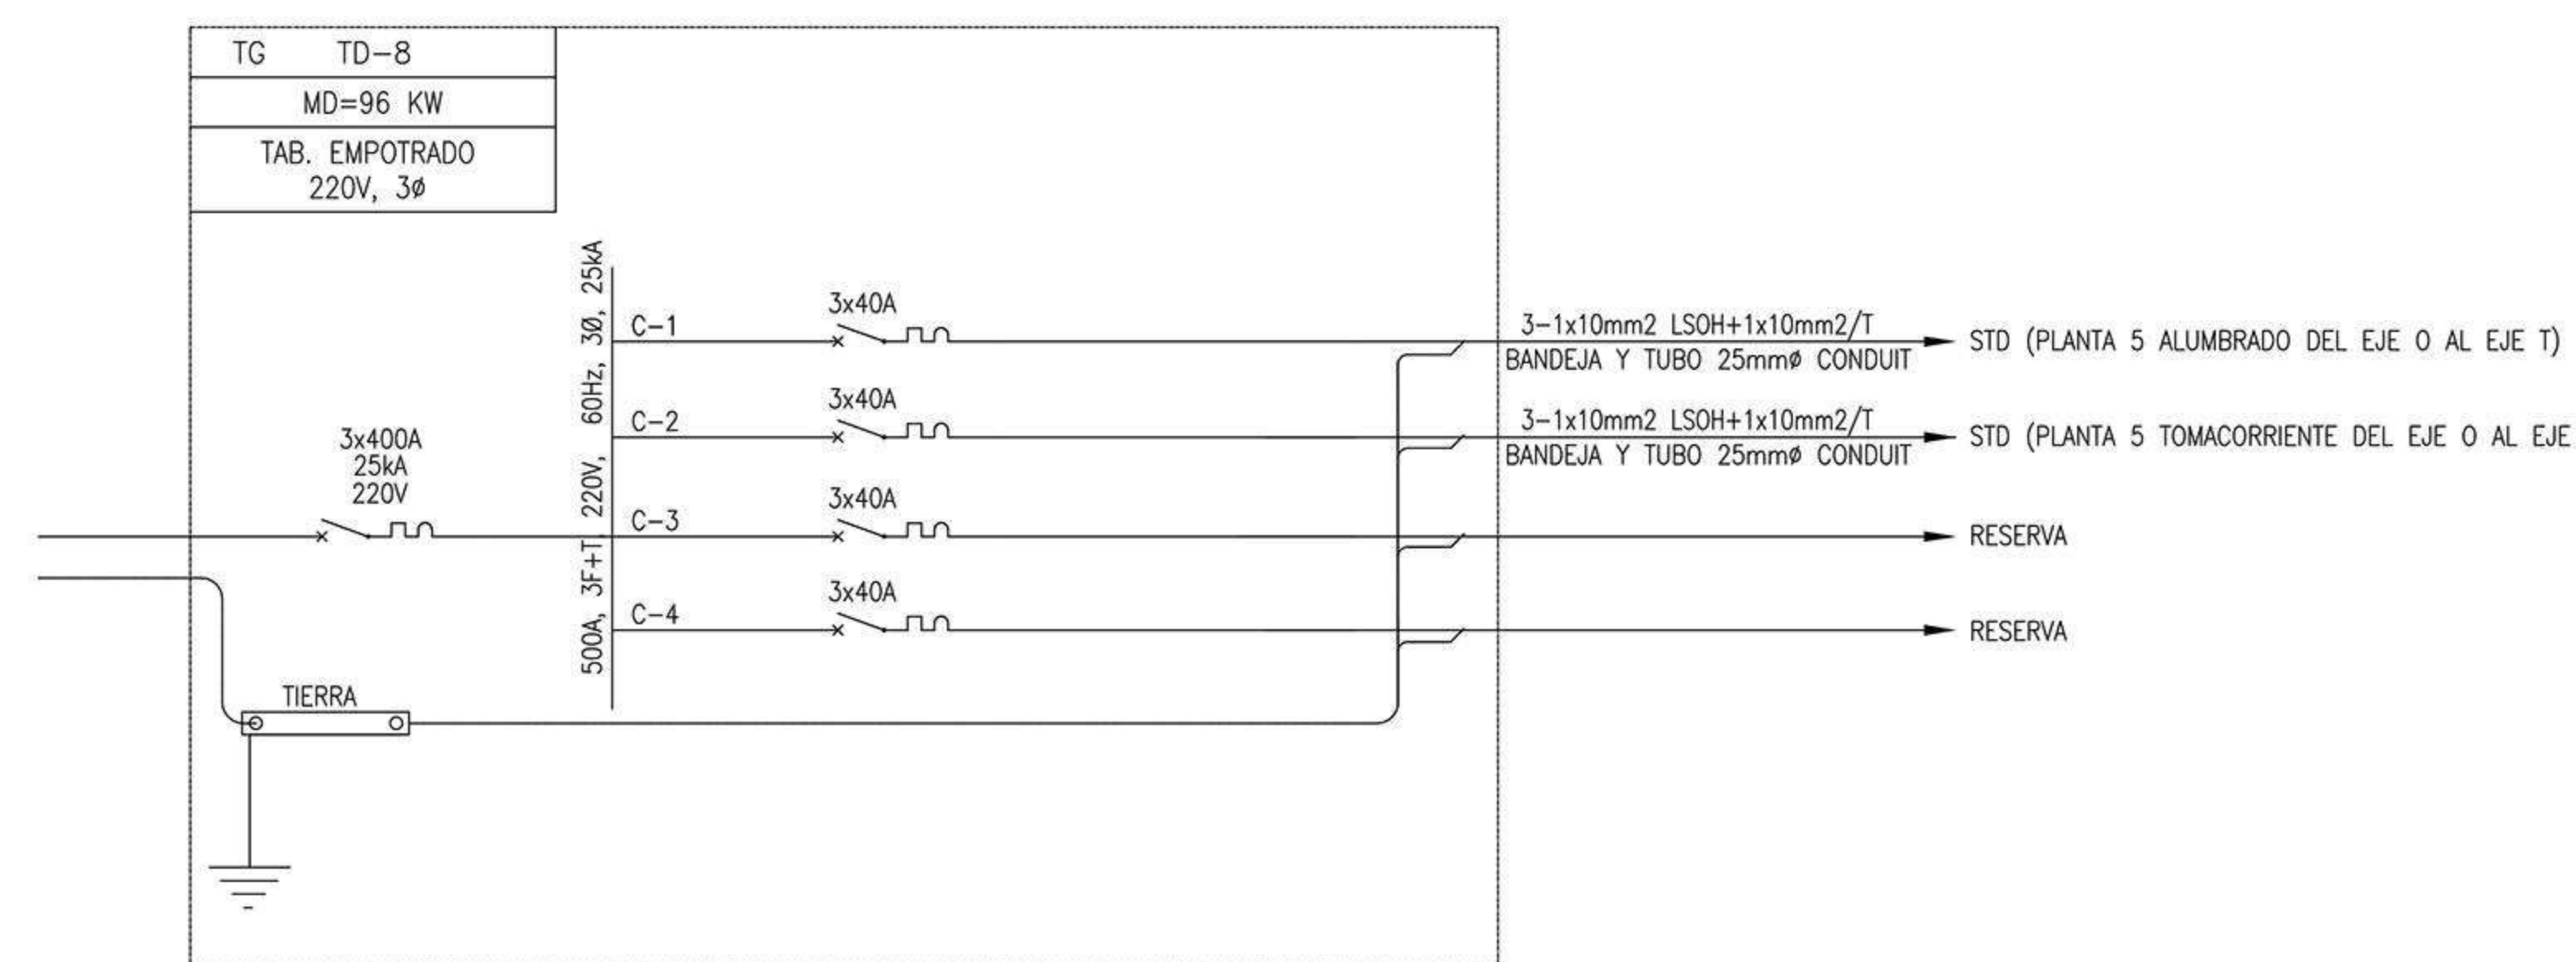 TG TD-8
MD=96 KW
TAB. EMPOTRADO
220V, 3ø
500A, 3F+T, 220V, 60Hz, 3Ø, 25kA
3x400A
25kA
220V
C-1
3x40A
3-1x10mm2 LSOH+1x10mm2/T
BANDEJA Y TUBO 25mmø CONDUIT
STD (PLANTA 5 ALUMBRADO DEL EJE O AL EJE T)
C-2
3x40A
3-1x10mm2 LSOH+1x10mm2/T
BANDEJA Y TUBO 25mmø CONDUIT
STD (PLANTA 5 TOMACORRIENTE DEL EJE O AL EJE
C-3
3x40A
RESERVA
C-4
3x40A
RESERVA
TIERRA